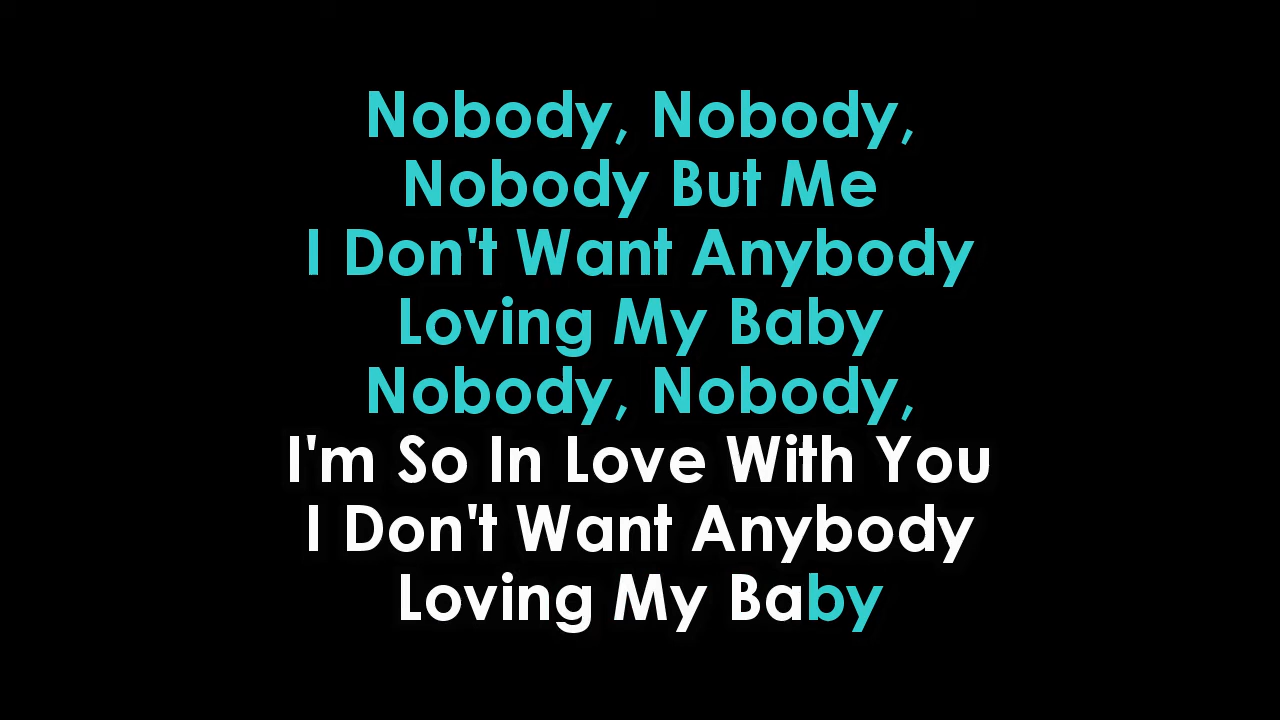 Nobody, Nobody,
Nobody But Me
I Don't Want Anybody
Loving My Baby
Nobody, Nobody,
I'm So In Love With You
I Don't Want Anybody
Loving My Baby